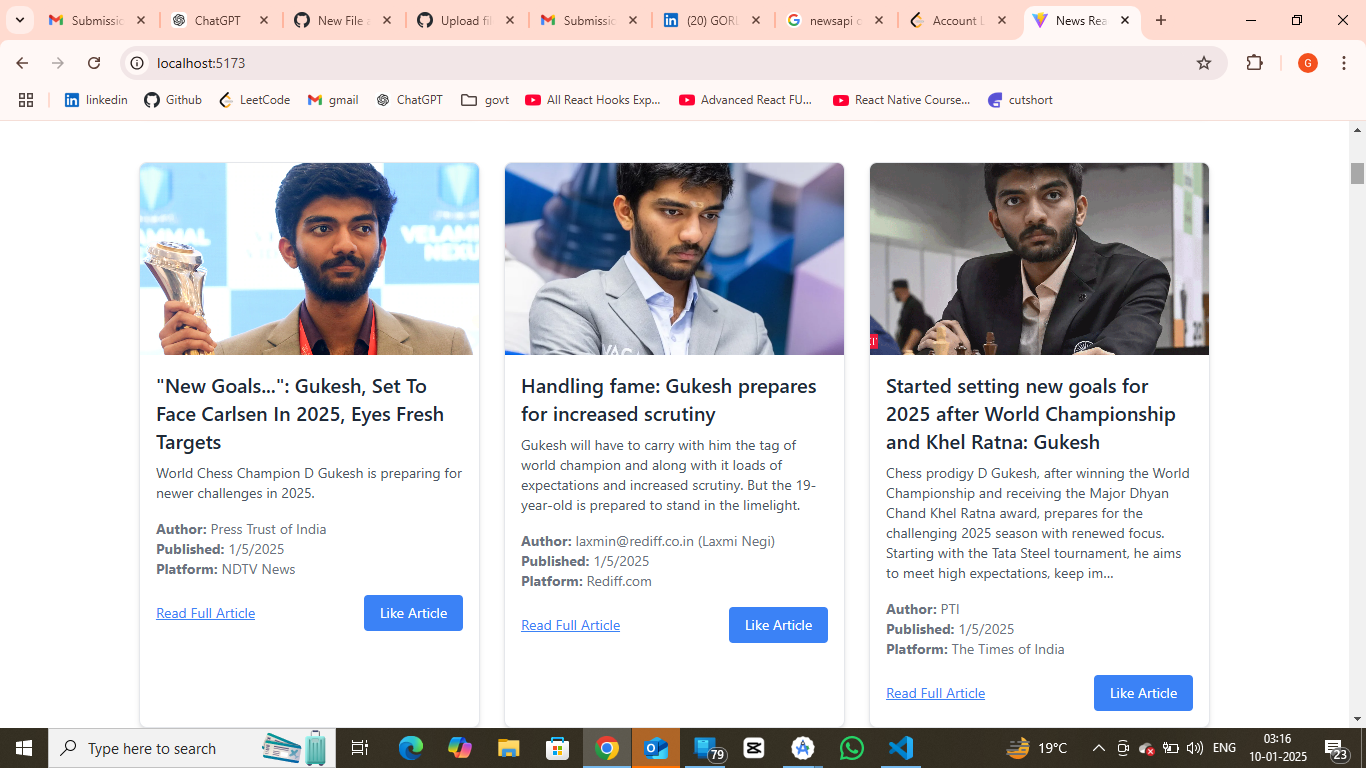 Submissic
ChatGPT
New File a
Upload fil
Submissic
(20) GORL
newsapi c
Account L
News Rea
localhost:5173
G
linkedin
Github
LeetCode
gmail
ChatGPT
govt
All React Hooks Exp...
Advanced React FU...
React Native Course...
cutshort
"New Goals...": Gukesh, Set To
Face Carlsen In 2025, Eyes Fresh
Targets
World Chess Champion D Gukesh is preparing for
newer challenges in 2025.
Author: Press Trust of India
Published: 1/5/2025
Platform: NDTV News
Read Full Article
Like Article
Handling fame: Gukesh prepares
for increased scrutiny
Gukesh will have to carry with him the tag of
world champion and along with it loads of
expectations and increased scrutiny. But the 19-
year-old is prepared to stand in the limelight.
Author: laxmin@rediff.co.in (Laxmi Negi)
Published: 1/5/2025
Platform: Rediff.com
Read Full Article
Like Article
Started setting new goals for
2025 after World Championship
and Khel Ratna: Gukesh
Chess prodigy D Gukesh, after winning the World
Championship and receiving the Major Dhyan
Chand Khel Ratna award, prepares for the
challenging 2025 season with renewed focus.
Starting with the Tata Steel tournament, he aims
to meet high expectations, keep im...
Author: PTI
Published: 1/5/2025
Platform: The Times of India
Read Full Article
Like Article
Type here to search
79
19°C
ENG
03:16
10-01-2025
23